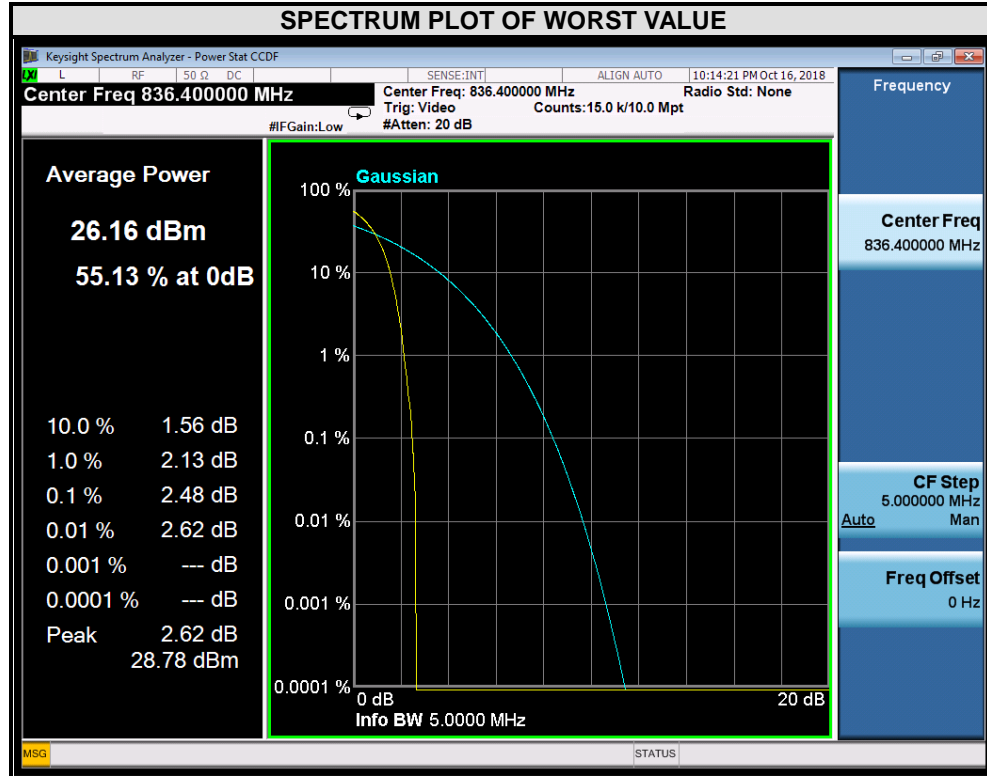 SPECTRUM PLOT OF WORST VALUE
Keysight Spectrum Analyzer - Power Stat CCDF
LXI L RF 50 Ω DC SENSE:INT ALIGN AUTO 10:14:21 PM Oct 16, 2018
Center Freq 836.400000 MHz
Center Freq: 836.400000 MHz Radio Std: None
Trig: Video Counts:15.0 k/10.0 Mpt
#IFGain:Low #Atten: 20 dB
Average Power
26.16 dBm
55.13 % at 0dB
10.0 % 1.56 dB
1.0 % 2.13 dB
0.1 % 2.48 dB
0.01 % 2.62 dB
0.001 % --- dB
0.0001 % --- dB
Peak 2.62 dB
28.78 dBm
Gaussian
100 %
10 %
1 %
0.1 %
0.01 %
0.001 %
0.0001 %
0 dB 20 dB
Info BW 5.0000 MHz
Frequency
Center Freq
836.400000 MHz
CF Step
5.000000 MHz
Auto Man
Freq Offset
0 Hz
MSG STATUS